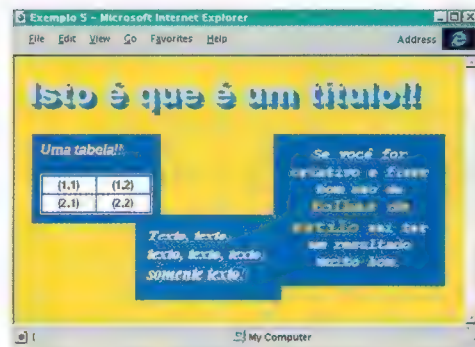 Exemplo 5 - Microsoft Internet Explorer
File Edit View Go Favorites Help Address
Isto é que é um título!!
Uma tabela!!
(1,1) (1,2)
(2,1) (2,2)
Texto, texto,
texto, texto, texto,
somente texto!
Se você for
criativo e fizer
bom uso de
folhas de
estilo vai ter
um resultado
muito bom!
My Computer